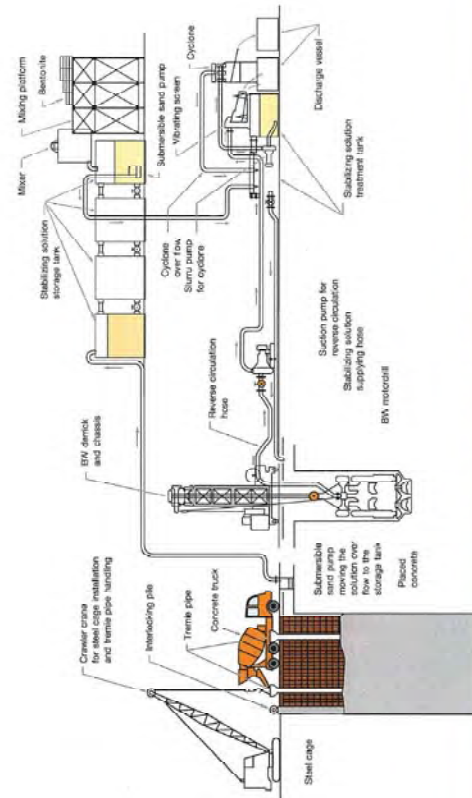 Crawler crane
for steel cage installation
and tremie pipe handling
Interlocking pile
Tremie pipe
Concrete truck
BW derrick
and chassis
Reverse circulation
hose
Stabilizing solution
storage tank
Mixer
Mixing platform
Bentonite
Submersible sand pump
Vibrating screen
Cyclone
Cyclone
over flow
Slurru pump
for cyclone
Discharge vessel
Stabilizing solution
treatment tank
Suction pump for
reverse circulation
Stabilizing solution
supplying hose
BW motordrill
Submersible
sand pump
moving the
solution over
flow to the
storage tank
Placed
concrete
Steel cage